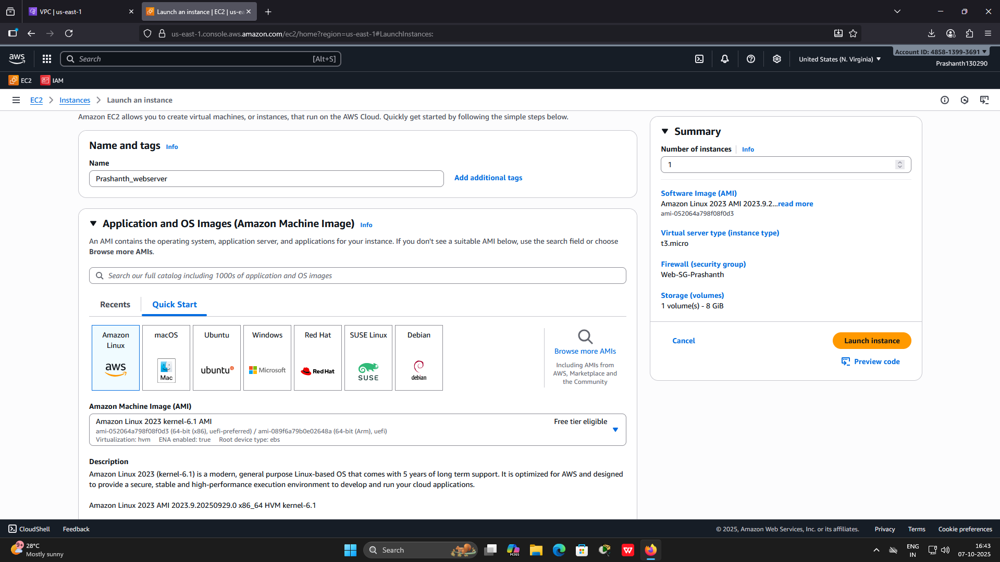 VPC | us-east-1
Launch an instance | EC2 | us-ea
us-east-1.console.aws.amazon.com/ec2/home?region=us-east-1#LaunchInstances:
aws
Search [Alt+S]
United States (N. Virginia)
Account ID: 4858-1399-3691
Prashanth130290
EC2
IAM
EC2 Instances Launch an instance
Amazon EC2 allows you to create virtual machines, or instances, that run on the AWS Cloud. Quickly get started by following the simple steps below.
Name and tags Info
Name
Prashanth_webserver
Add additional tags
Application and OS Images (Amazon Machine Image) Info
An AMI contains the operating system, application server, and applications for your instance. If you don't see a suitable AMI below, use the search field or choose
Browse more AMIs.
Search our full catalog including 1000s of application and OS images
Recents
Quick Start
Amazon
Linux
aws
macOS
Mac
Ubuntu
ubuntu
Windows
Microsoft
Red Hat
Red Hat
SUSE Linux
SUSE
Debian
debian
Browse more AMIs
Including AMIs from
AWS, Marketplace and
the Community
Amazon Machine Image (AMI)
Amazon Linux 2023 kernel-6.1 AMI
Free tier eligible
ami-052064a798f08f0d3 (64-bit (x86), uefi-preferred) / ami-089f6a79b0e02648a (64-bit (Arm), uefi)
Virtualization: hvm ENA enabled: true Root device type: ebs
Description
Amazon Linux 2023 (kernel-6.1) is a modern, general purpose Linux-based OS that comes with 5 years of long term support. It is optimized for AWS and designed
to provide a secure, stable and high-performance execution environment to develop and run your cloud applications.
Amazon Linux 2023 AMI 2023.9.20250929.0 x86_64 HVM kernel-6.1
Summary
Number of instances Info
1
Software Image (AMI)
Amazon Linux 2023 AMI 2023.9.2...read more
ami-052064a798f08f0d3
Virtual server type (instance type)
t3.micro
Firewall (security group)
Web-SG-Prashanth
Storage (volumes)
1 volume(s) - 8 GiB
Cancel
Launch instance
Preview code
CloudShell
Feedback
© 2025, Amazon Web Services, Inc. or its affiliates.
Privacy
Terms
Cookie preferences
9+
28°C
Mostly sunny
Search
M365
W
ENG
IN
16:43
07-10-2025